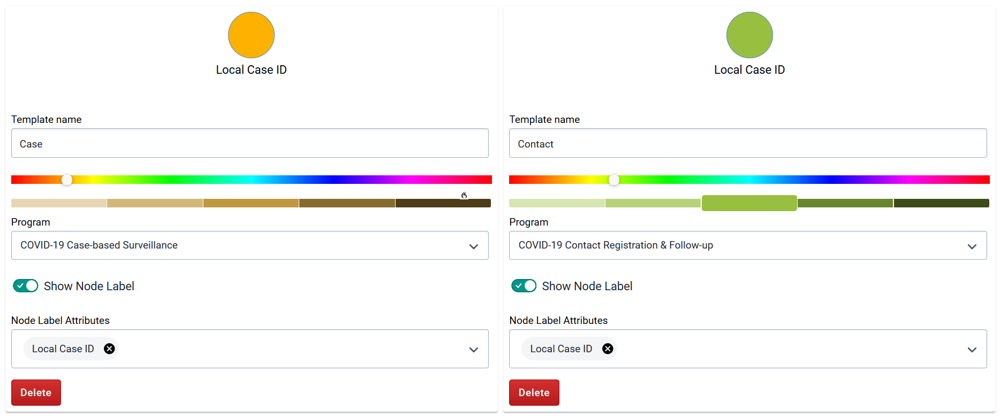 Local Case ID
Template name
Case
Program
COVID-19 Case-based Surveillance
Show Node Label
Node Label Attributes
Local Case ID
Delete
Local Case ID
Template name
Contact
Program
COVID-19 Contact Registration & Follow-up
Show Node Label
Node Label Attributes
Local Case ID
Delete